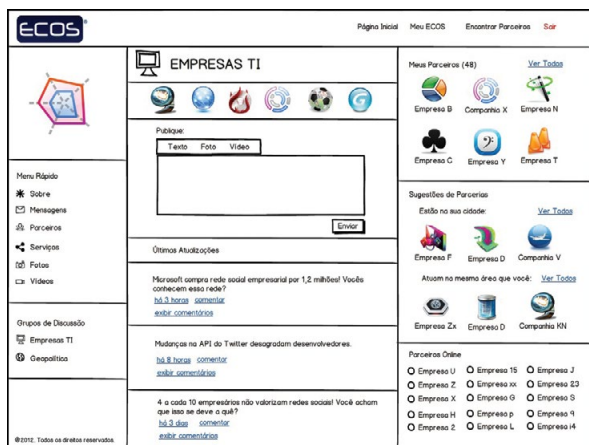 ECOS
Página Inicial Meu ECOS Encontrar Parceiros Sair
EMPRESAS TI
Publique:
Texto Foto Vídeo
Enviar
Últimas Atualizações
Microsoft compra rede social empresarial por 1,2 milhões! Vocês
conhecem essa rede?
há 3 horas comentar
exibir comentários
Mudanças na API do Twitter desagradam desenvolvedores.
há 8 horas comentar
exibir comentários
4 a cada 10 empresários não valorizam redes sociais! Você acham
que isso se deve a quê?
há 3 dias comentar
exibir comentários
Menu Rápido
Sobre
Mensagens
Parceiros
Serviços
Fotos
Vídeos
Grupos de Discussão
Empresas TI
Geopolítica
©2012. Todos os direitos reservados.
Meus Parceiros (48) Ver Todos
Empresa B Companhia X Empresa N
Empresa C Empresa Y Empresa T
Sugestões de Parcerias
Estão na sua cidade: Ver Todos
Empresa F Empresa D Companhia V
Atuam na mesma área que você: Ver Todos
Empresa Zx Empresa D Companhia KN
Parceiros Online
Empresa U Empresa 15 Empresa J
Empresa Z Empresa xx Empresa 23
Empresa X Empresa G Empresa S
Empresa H Empresa p Empresa 9
Empresa 2 Empresa L Empresa i4